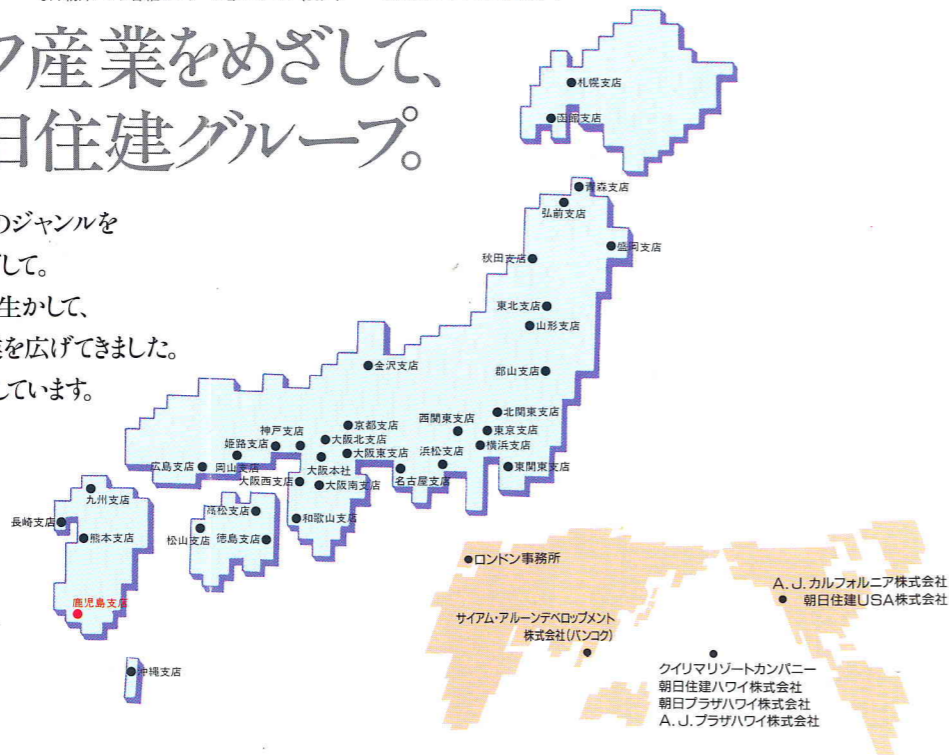 ク産業をめざして、
日住建グループ。
のジャンルを
して。
生かして、
を広げてきました。
しています。
札幌支店
函館支店
青森支店
弘前支店
盛岡支店
秋田支店
東北支店
山形支店
金沢支店
郡山支店
北関東支店
西関東支店
東京支店
横浜支店
東関東支店
京都支店
神戸支店
大阪北支店
姫路支店
大阪東支店
浜松支店
広島支店
岡山支店
大阪本社
名古屋支店
大阪西支店
大阪南支店
九州支店
長崎支店
熊本支店
高松支店
和歌山支店
松山支店
徳島支店
鹿児島支店
沖縄支店
ロンドン事務所
サイアム・アルーンデベロップメント
株式会社(バンコク)
A.J.カルフォルニア株式会社
朝日住建USA株式会社
クイリマリゾートカンパニー
朝日住建ハワイ株式会社
朝日プラザハワイ株式会社
A.J.プラザハワイ株式会社